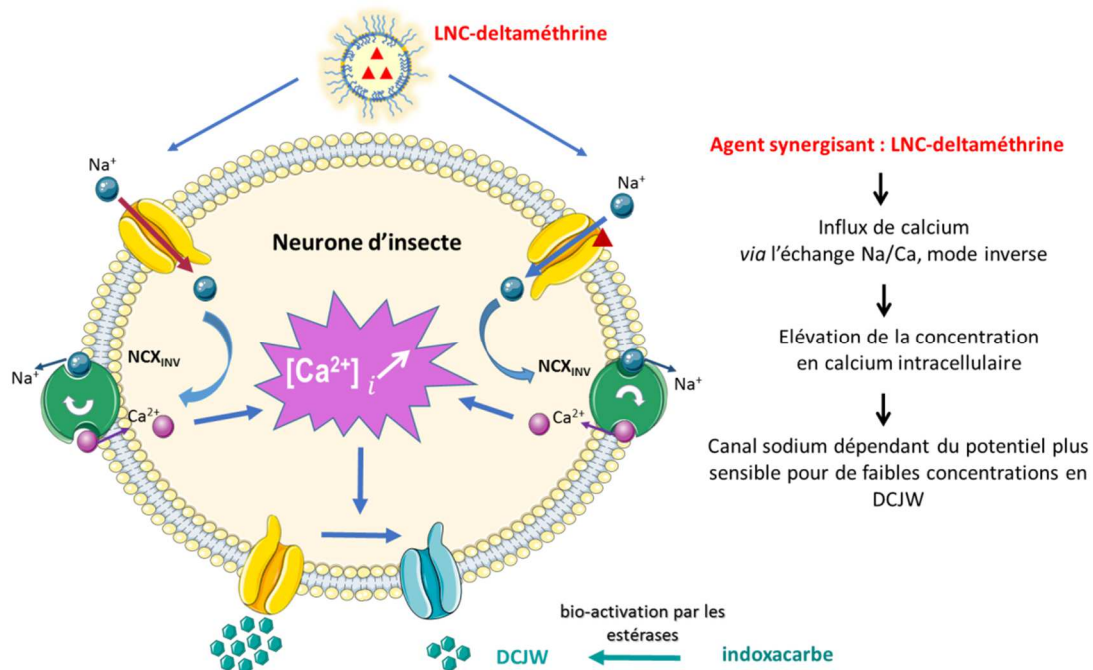 LNC-deltaméthrine
Na⁺
Na⁺
Neurone d'insecte
NCX_INV
NCX_INV
[Ca²⁺] i
Na⁺
Ca²⁺
Ca²⁺
Na⁺
bio-activation par les
estérases
DCJW
indoxacarbe
Agent synergisant : LNC-deltaméthrine
Influx de calcium
via l'échange Na/Ca, mode inverse
Elévation de la concentration
en calcium intracellulaire
Canal sodium dépendant du potentiel plus
sensible pour de faibles concentrations en
DCJW